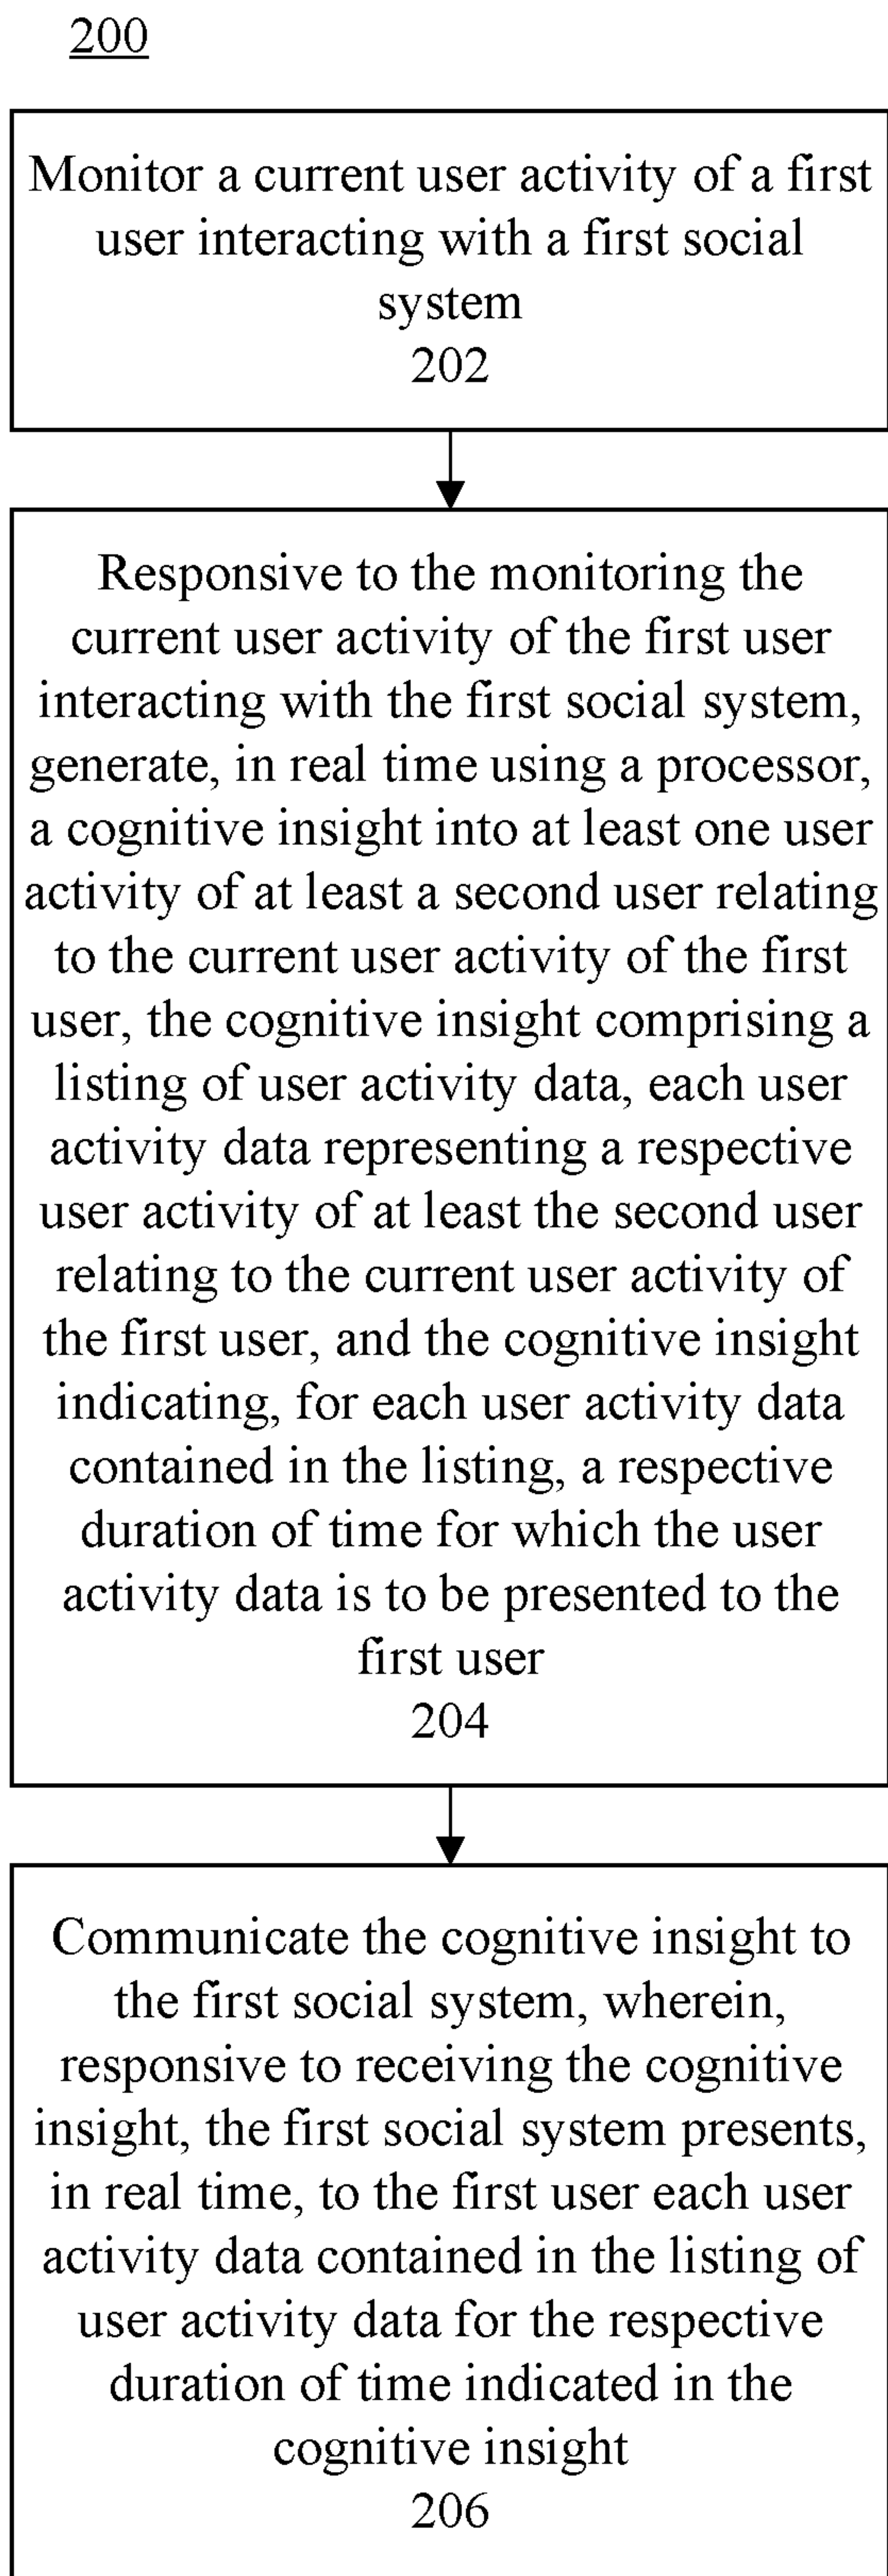 200
Monitor a current user activity of a first
user interacting with a first social
system
202
Responsive to the monitoring the
current user activity of the first user
interacting with the first social system,
generate, in real time using a processor,
a cognitive insight into at least one user
activity of at least a second user relating
to the current user activity of the first
user, the cognitive insight comprising a
listing of user activity data, each user
activity data representing a respective
user activity of at least the second user
relating to the current user activity of
the first user, and the cognitive insight
indicating, for each user activity data
contained in the listing, a respective
duration of time for which the user
activity data is to be presented to the
first user
204
Communicate the cognitive insight to
the first social system, wherein,
responsive to receiving the cognitive
insight, the first social system presents,
in real time, to the first user each user
activity data contained in the listing of
user activity data for the respective
duration of time indicated in the
cognitive insight
206